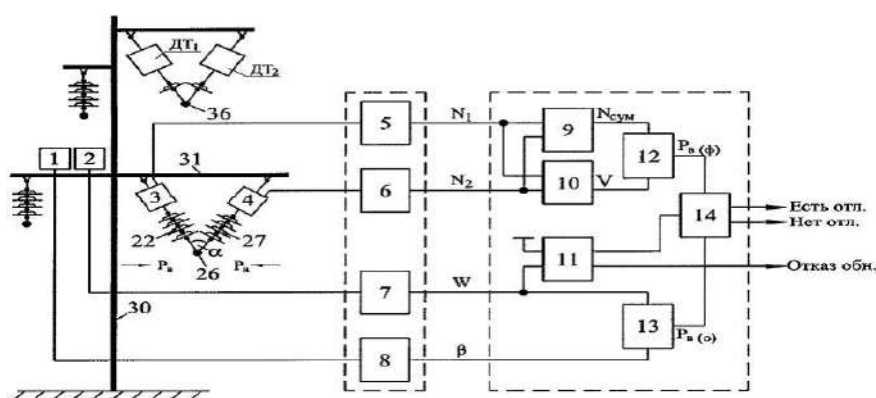 ДТ₁
ДТ₂
36
1 2
31
3 4
22 27
α
26
Pв Pв
30
5
6
7
8
N₁
N₂
W
β
9
10
11
Nсум
V
12
13
Pв (ф)
Pв (о)
14
Есть отл.
Нет отл.
Отказ обн.